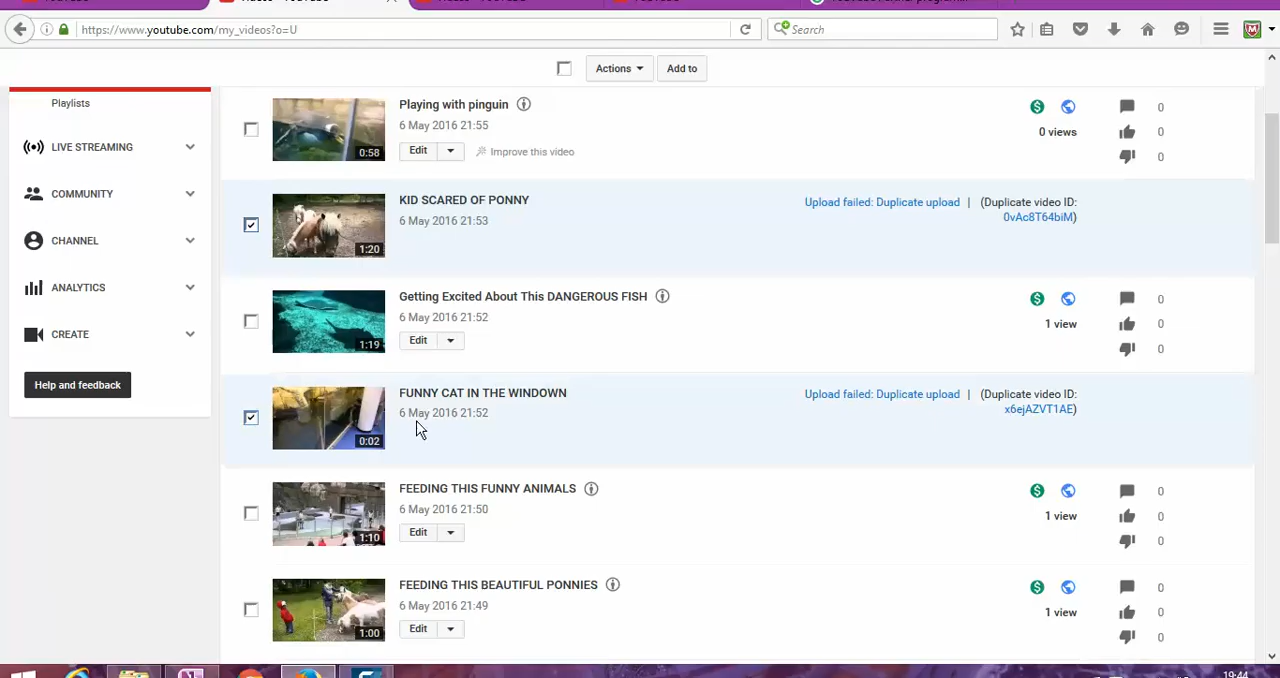 https://www.youtube.com/my_videos?o=U
Search
Actions
Add to
Playlists
LIVE STREAMING
COMMUNITY
CHANNEL
ANALYTICS
CREATE
Help and feedback
Playing with pinguin
6 May 2016 21:55
Edit
Improve this video
0:58
0 views
0
0
0
KID SCARED OF PONNY
6 May 2016 21:53
1:20
Upload failed: Duplicate upload | (Duplicate video ID:
0vAc8T64biM)
Getting Excited About This DANGEROUS FISH
6 May 2016 21:52
Edit
1:19
1 view
0
0
0
FUNNY CAT IN THE WINDOWN
6 May 2016 21:52
0:02
Upload failed: Duplicate upload | (Duplicate video ID:
x6ejAZVT1AE)
FEEDING THIS FUNNY ANIMALS
6 May 2016 21:50
Edit
1:10
1 view
0
0
0
FEEDING THIS BEAUTIFUL PONNIES
6 May 2016 21:49
Edit
1:00
1 view
0
0
0
19:44